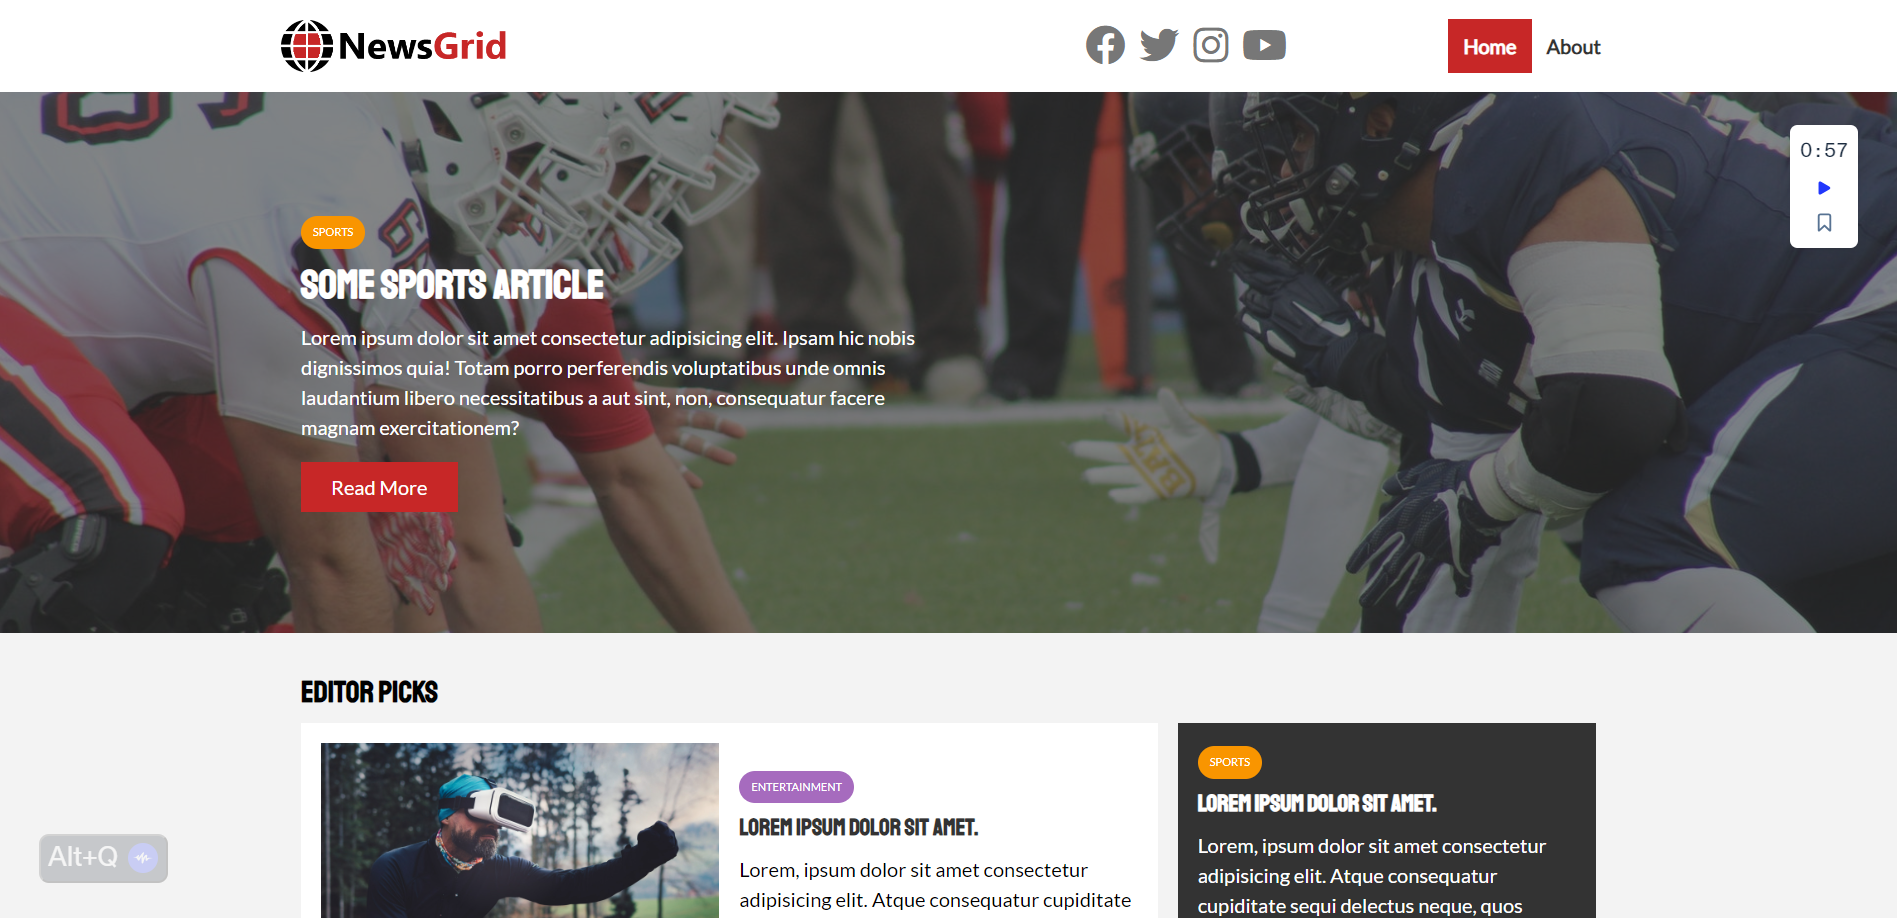 NewsGrid
Home
About
0:57
SPORTS
SOME SPORTS ARTICLE
Lorem ipsum dolor sit amet consectetur adipisicing elit. Ipsam hic nobis
dignissimos quia! Totam porro perferendis voluptatibus unde omnis
laudantium libero necessitatibus a aut sint, non, consequatur facere
magnam exercitationem?
Read More
EDITOR PICKS
ENTERTAINMENT
LOREM IPSUM DOLOR SIT AMET.
Lorem, ipsum dolor sit amet consectetur
adipisicing elit. Atque consequatur cupiditate
SPORTS
LOREM IPSUM DOLOR SIT AMET.
Lorem, ipsum dolor sit amet consectetur
adipisicing elit. Atque consequatur
cupiditate sequi delectus neque, quos
Alt+Q